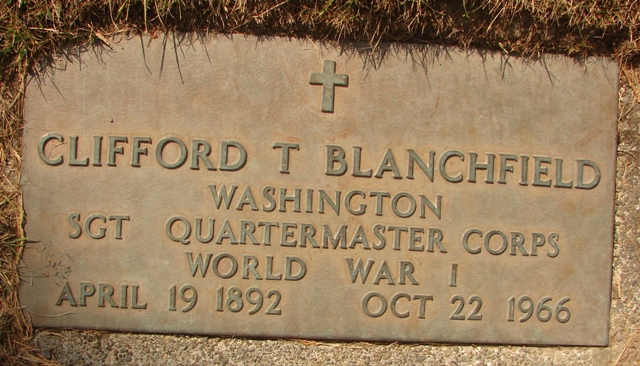 CLIFFORD T BLANCHFIELD
WASHINGTON
SGT QUARTERMASTER CORPS
WORLD WAR I
APRIL 19 1892 OCT 22 1966